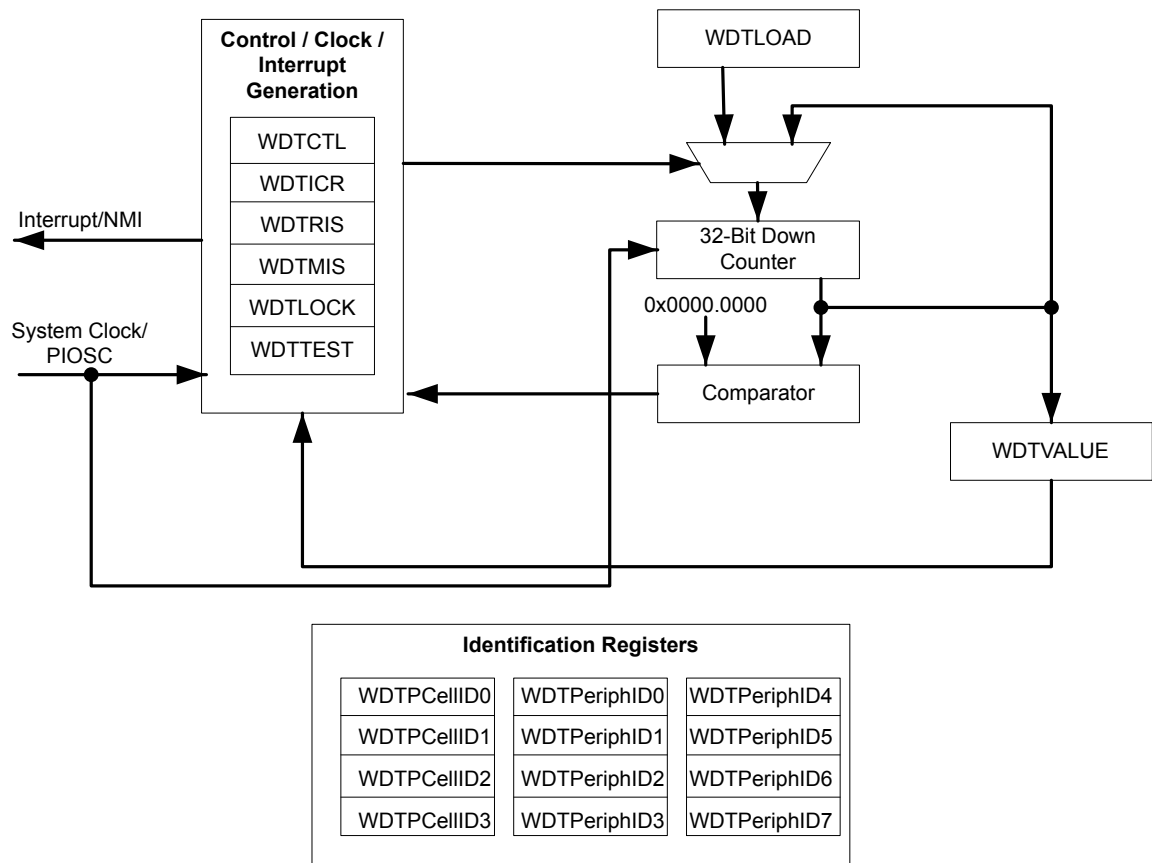 Control / Clock /
Interrupt
Generation
WDTCTL
WDTICR
WDTRIS
WDTMIS
WDTLOCK
WDTTEST
Interrupt/NMI
System Clock/
PIOSC
WDTLOAD
32-Bit Down
Counter
0x0000.0000
Comparator
WDTVALUE
Identification Registers
WDTPCellID0
WDTPeriphID0
WDTPeriphID4
WDTPCellID1
WDTPeriphID1
WDTPeriphID5
WDTPCellID2
WDTPeriphID2
WDTPeriphID6
WDTPCellID3
WDTPeriphID3
WDTPeriphID7